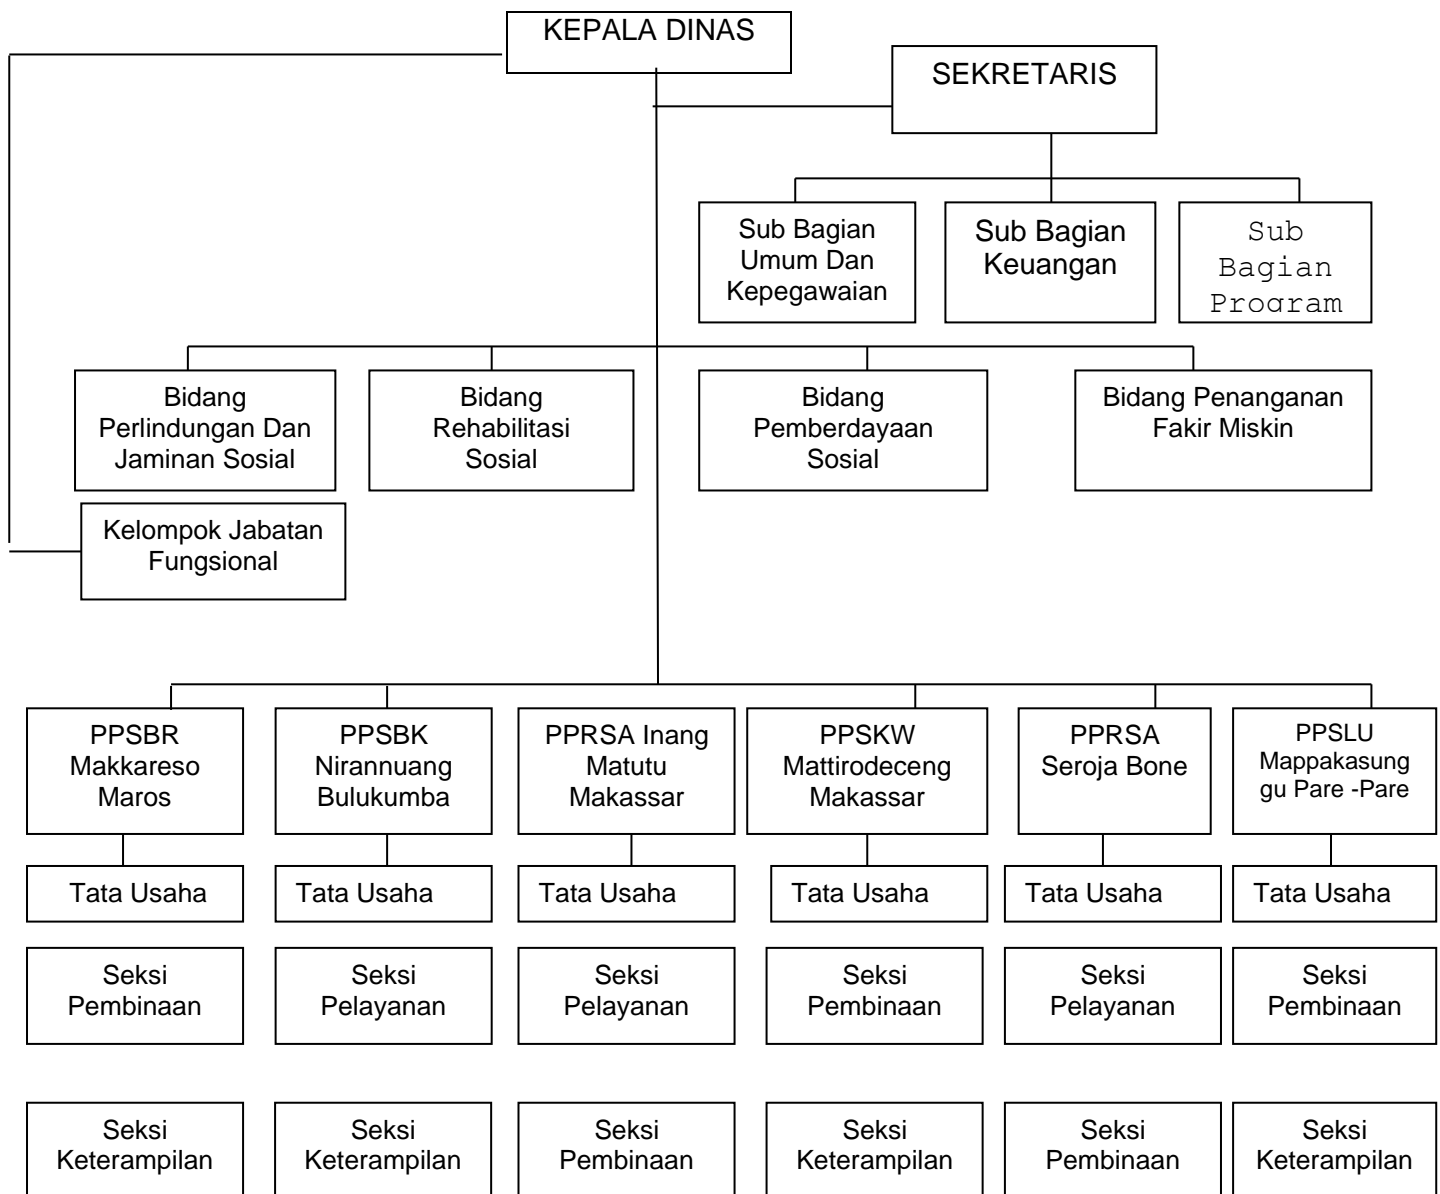 KEPALA DINAS
SEKRETARIS
Sub Bagian
Umum Dan
Kepegawaian
Sub Bagian
Keuangan
Sub
Bagian
Program
Bidang
Perlindungan Dan
Jaminan Sosial
Bidang
Rehabilitasi
Sosial
Bidang
Pemberdayaan
Sosial
Bidang Penanganan
Fakir Miskin
Kelompok Jabatan
Fungsional
PPSBR
Makkareso
Maros
PPSBK
Nirannuang
Bulukumba
PPRSA Inang
Matutu
Makassar
PPSKW
Mattirodeceng
Makassar
PPRSA
Seroja Bone
PPSLU
Mappakasung
gu Pare -Pare
Tata Usaha
Tata Usaha
Tata Usaha
Tata Usaha
Tata Usaha
Tata Usaha
Seksi
Pembinaan
Seksi
Pelayanan
Seksi
Pelayanan
Seksi
Pembinaan
Seksi
Pelayanan
Seksi
Pembinaan
Seksi
Keterampilan
Seksi
Keterampilan
Seksi
Pembinaan
Seksi
Keterampilan
Seksi
Pembinaan
Seksi
Keterampilan